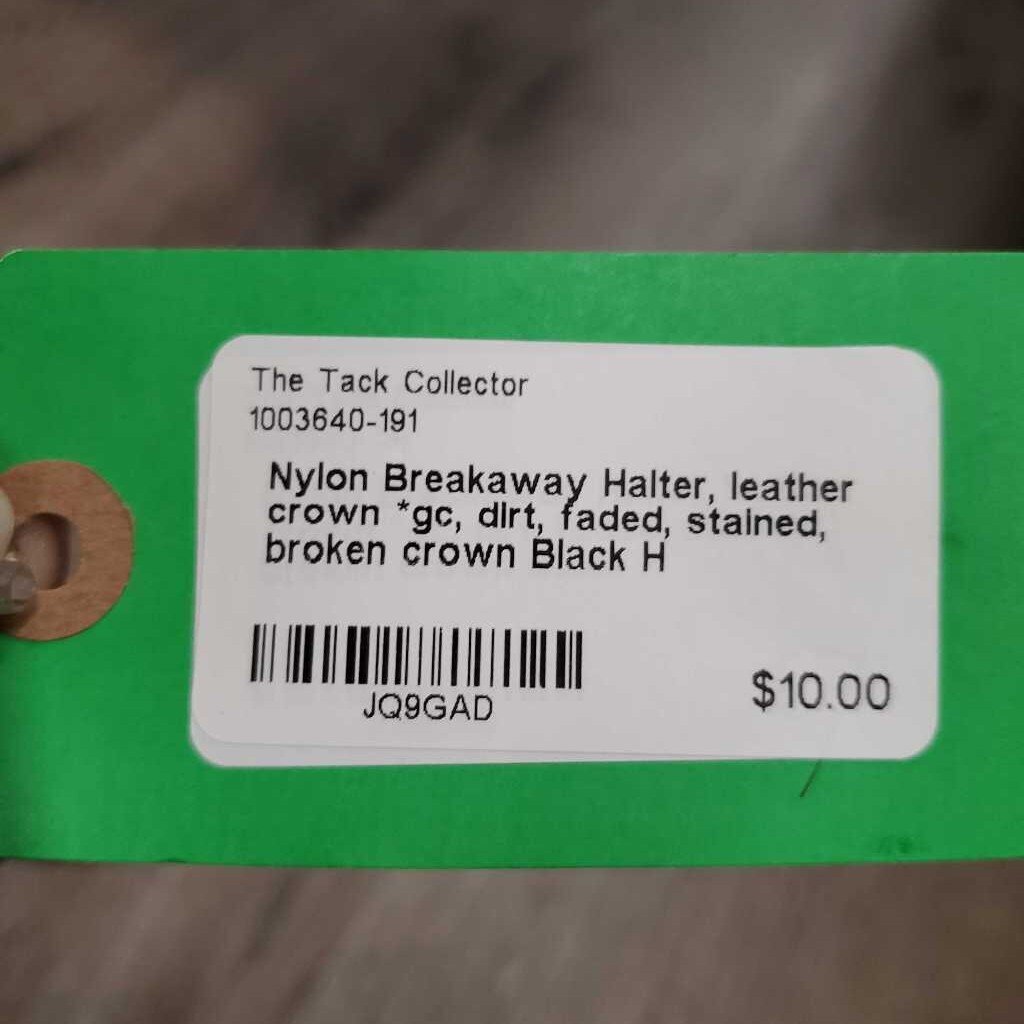 The Tack Collector
1003640-191
Nylon Breakaway Halter, leather
crown *gc, dirt, faded, stained,
broken crown Black H
JQ9GAD
$10.00